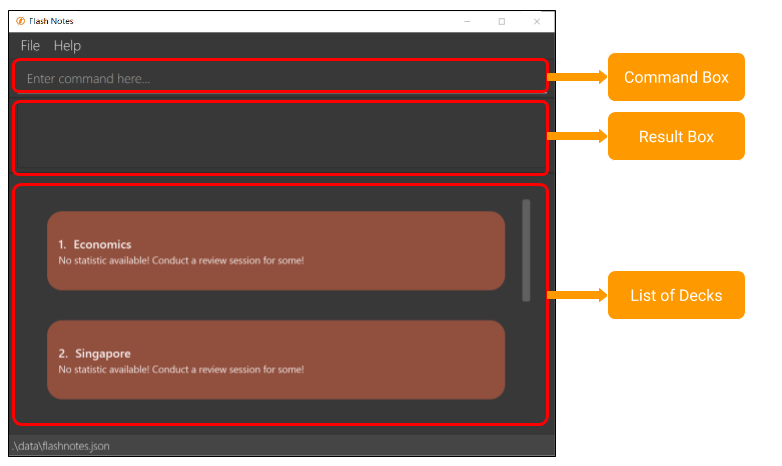 Flash Notes
File Help
Enter command here...
Command Box
Result Box
1. Economics
No statistic available! Conduct a review session for some!
List of Decks
2. Singapore
No statistic available! Conduct a review session for some!
.\data\flashnotes.json